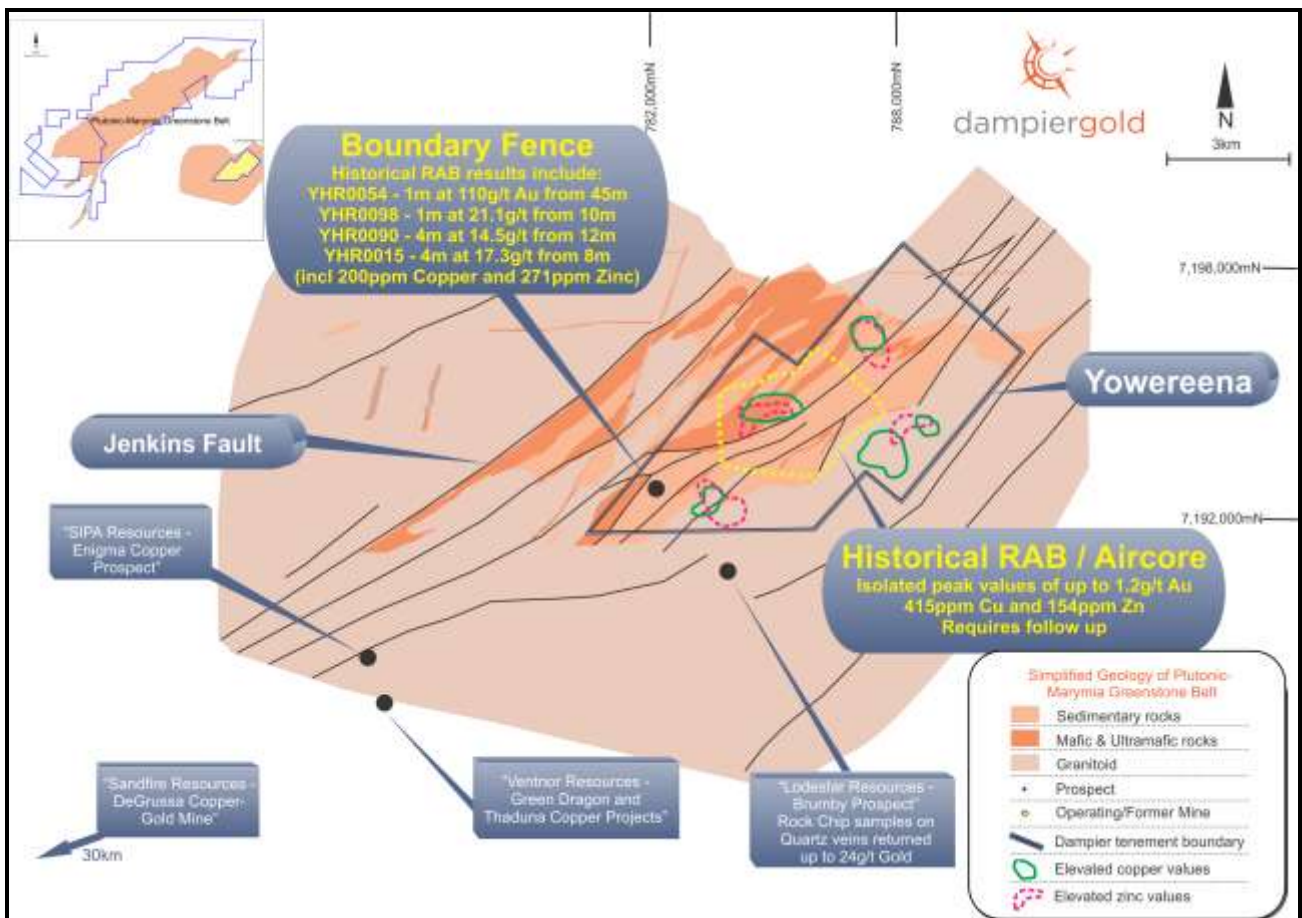 Plutonic-Marymia Greenstone Belt
782,000mN
788,000mN
dampiergold
N
3km
Boundary Fence
Historical RAB results include:
YHR0054 - 1m at 110g/t Au from 45m
YHR0098 - 1m at 21.1g/t from 10m
YHR0090 - 4m at 14.5g/t from 12m
YHR0015 - 4m at 17.3g/t from 8m
(incl 200ppm Copper and 271ppm Zinc)
7,198,000mN
Yowereena
Jenkins Fault
7,192,000mN
"SIPA Resources -
Enigma Copper
Prospect"
Historical RAB / Aircore
Isolated peak values of up to 1.2g/t Au
415ppm Cu and 154ppm Zn
Requires follow up
"Sandfire Resources -
DeGrussa Copper-
Gold Mine"
30km
"Ventnor Resources -
Green Dragon and
Thaduna Copper Projects"
"Lodestar Resources -
Brumby Prospect"
Rock Chip samples on
Quartz veins returned
up to 24g/t Gold
Simplified Geology of Plutonic-
Marymia Greenstone Belt
Sedimentary rocks
Mafic & Ultramafic rocks
Granitoid
Prospect
Operating/Former Mine
Dampier tenement boundary
Elevated copper values
Elevated zinc values